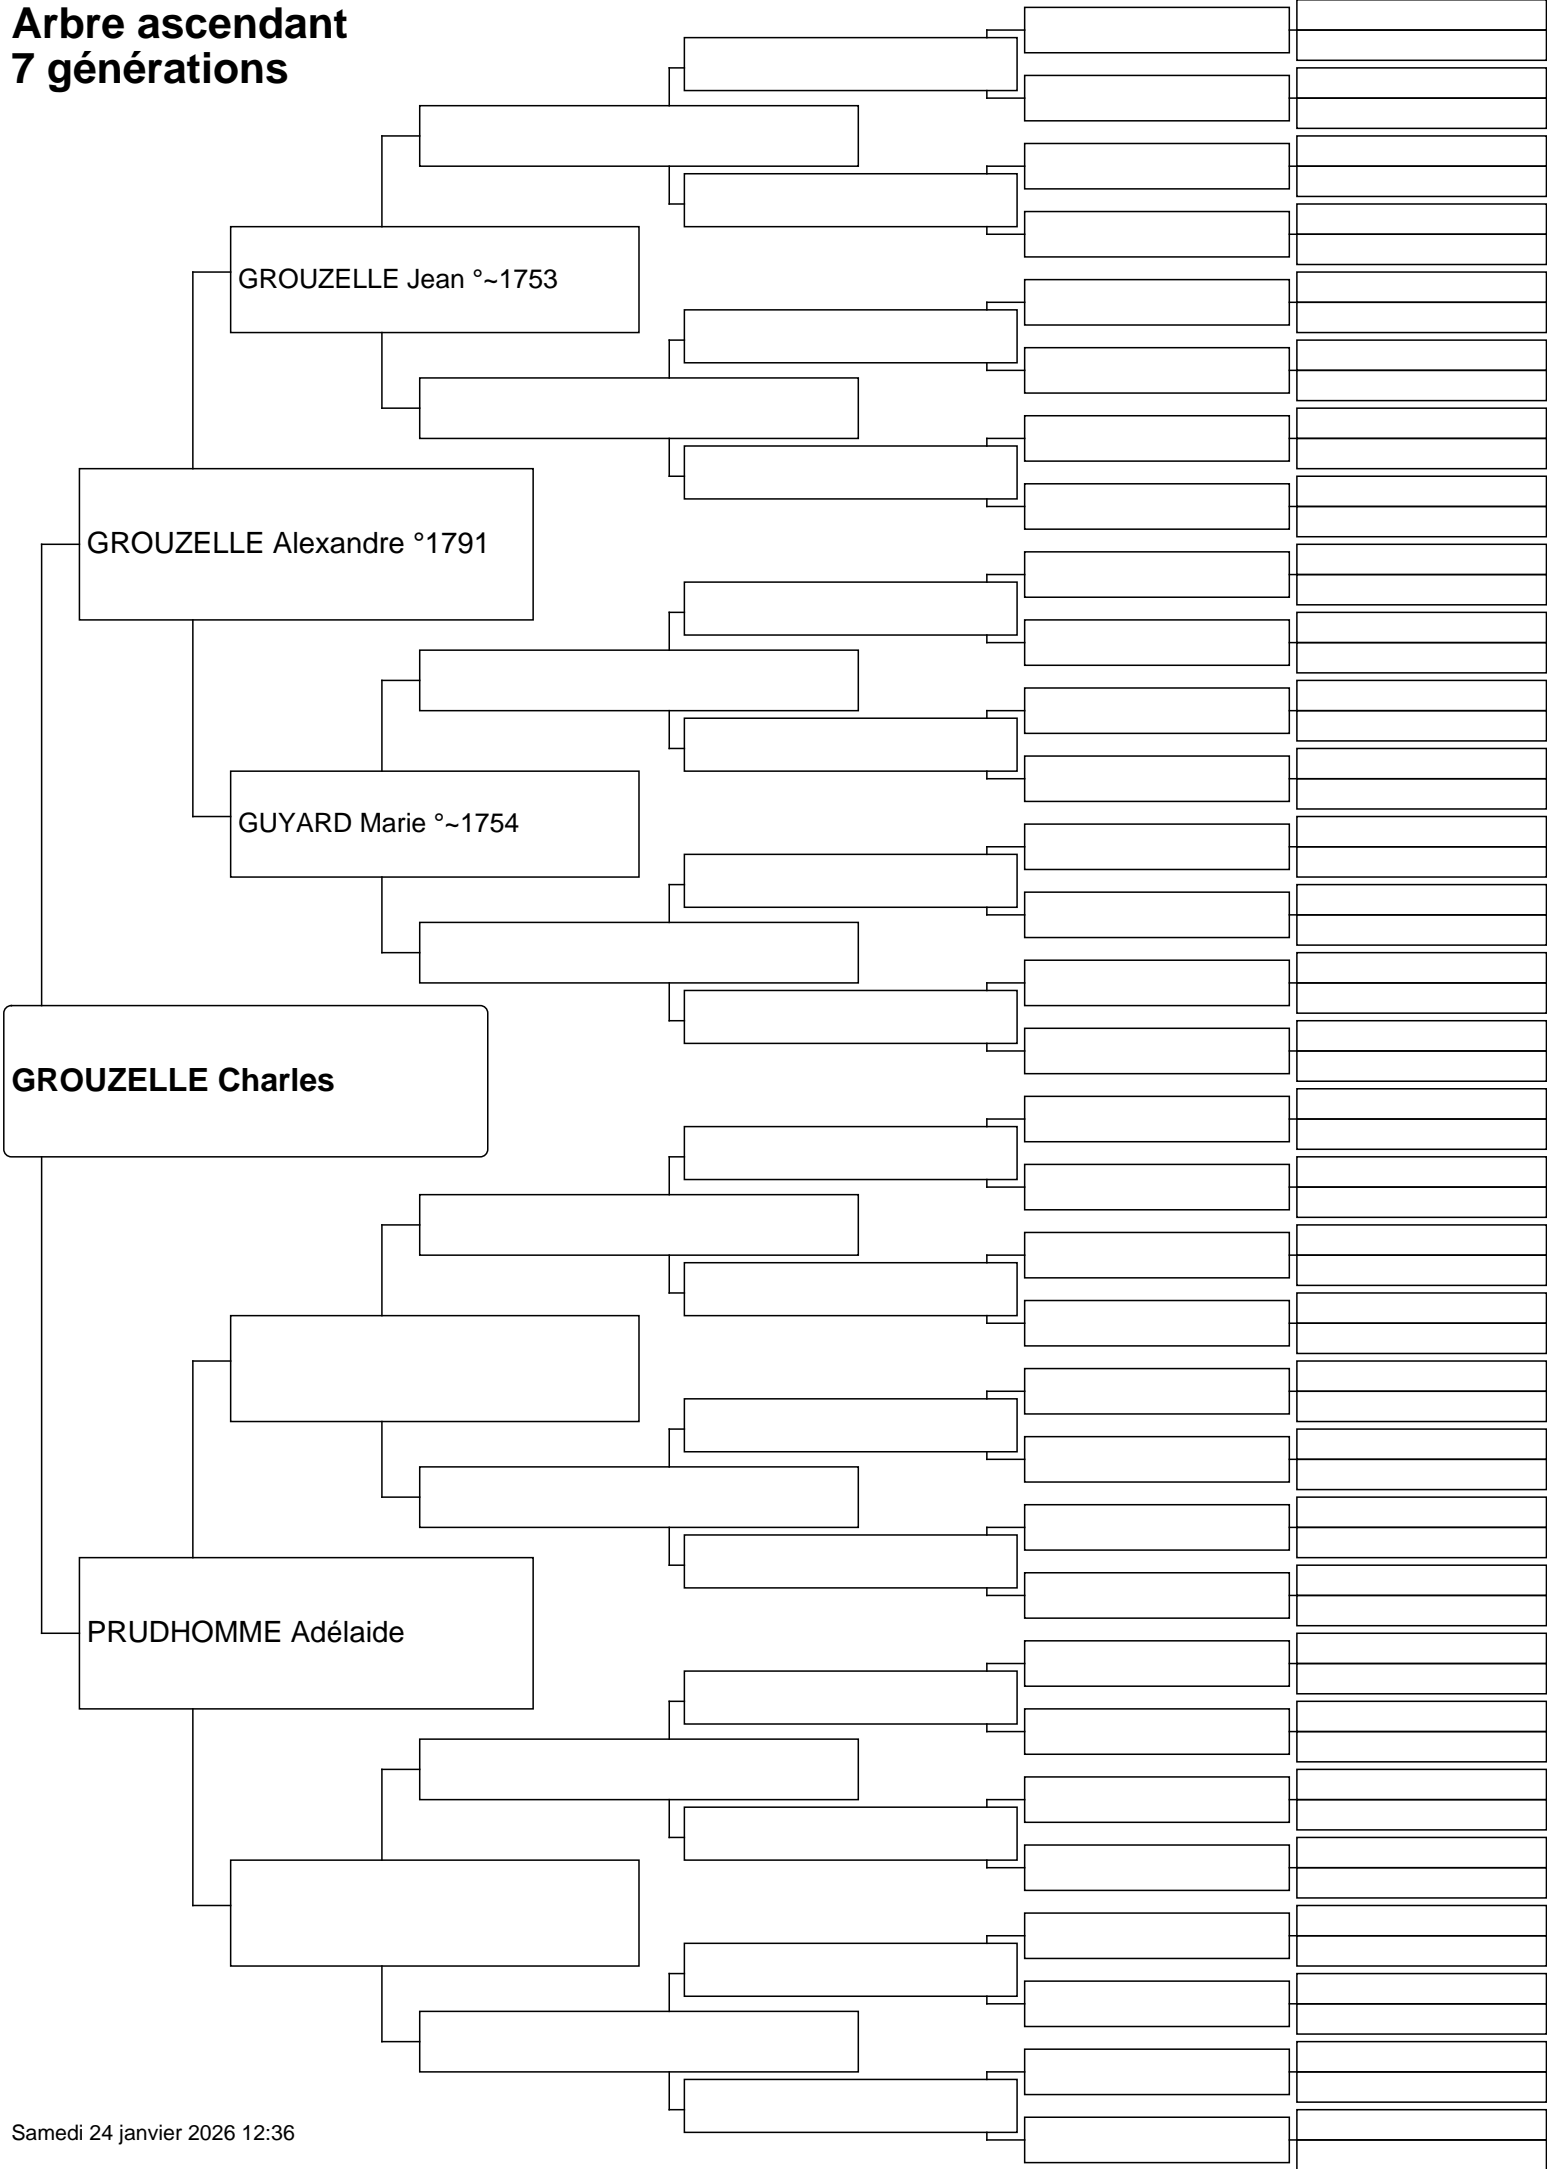 Arbre ascendant
7 générations
GROUZELLE Jean °~1753
GROUZELLE Alexandre °1791
GUYARD Marie °~1754
GROUZELLE Charles
PRUDHOMME Adélaide
Samedi 24 janvier 2026 12:36